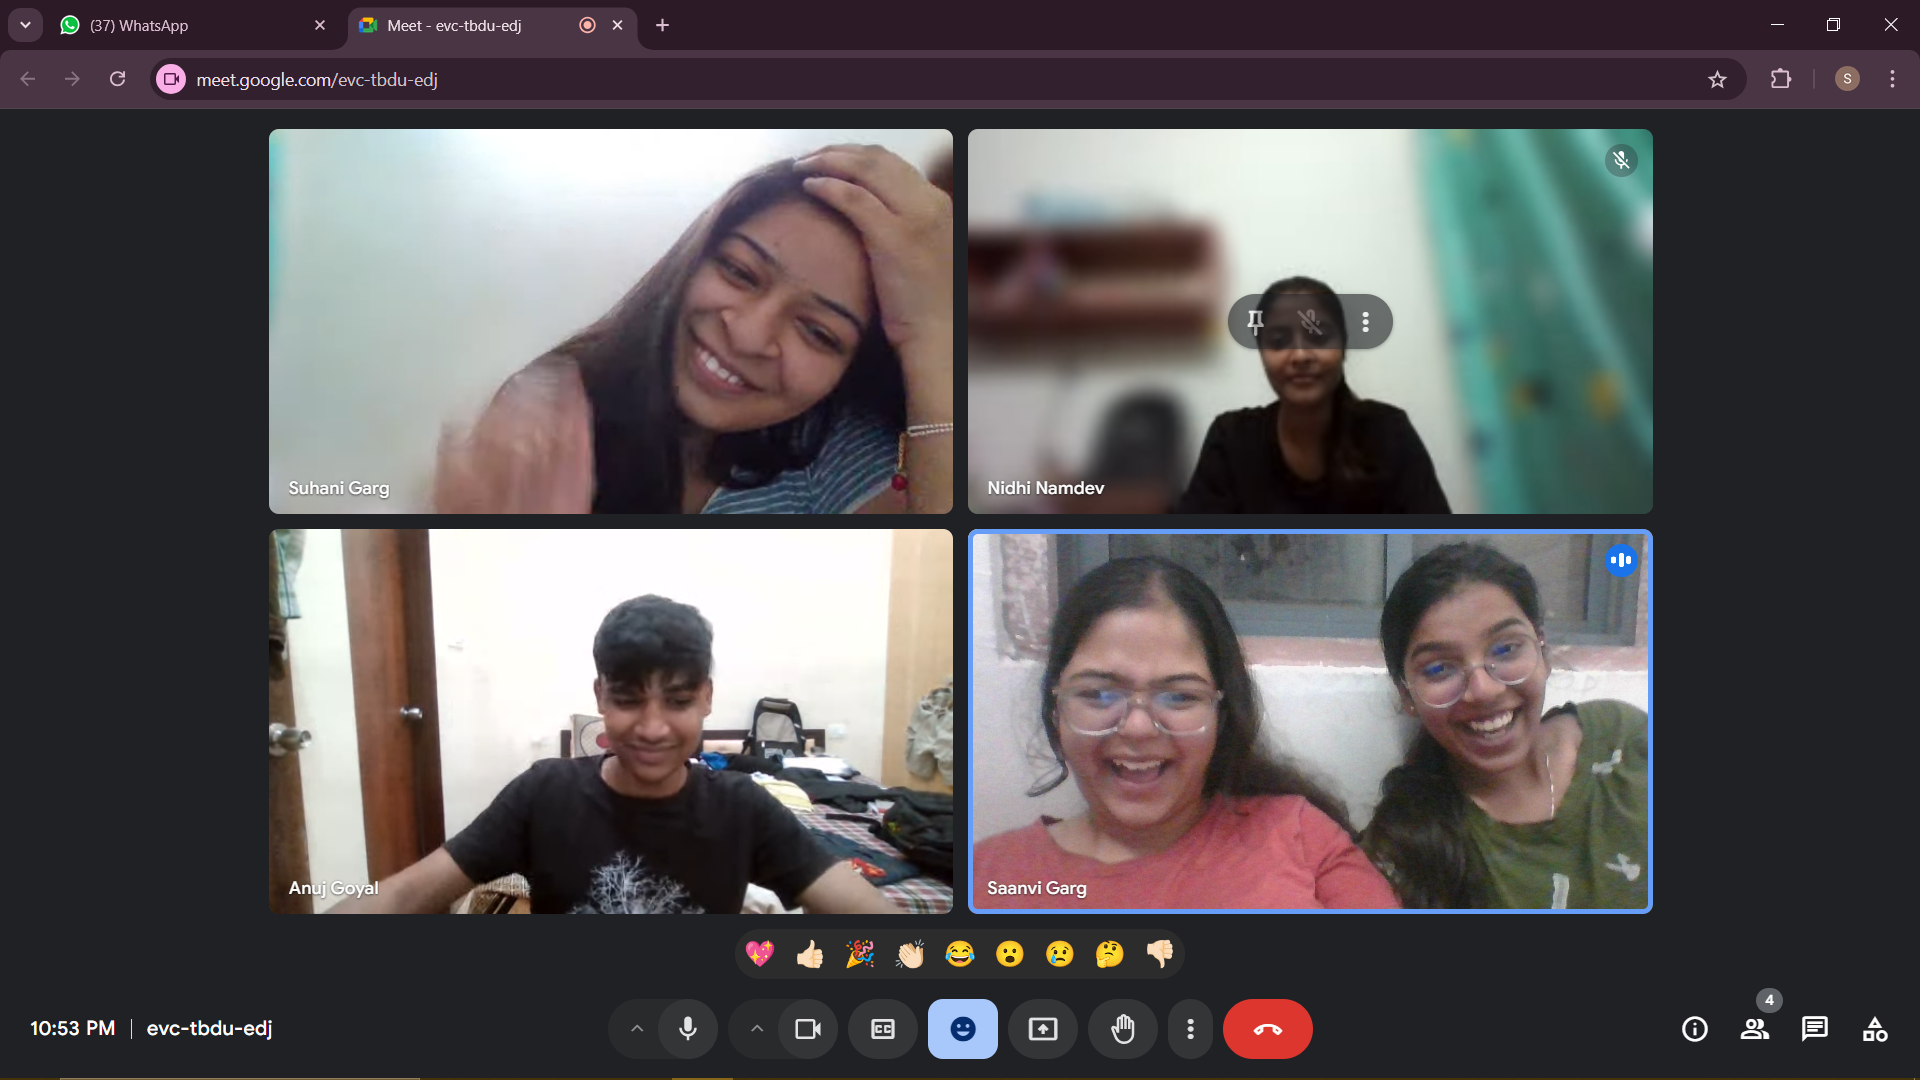 (37) WhatsApp
Meet - evc-tbdu-edj
meet.google.com/evc-tbdu-edj
S
Suhani Garg
Nidhi Namdev
Anuj Goyal
Saanvi Garg
10:53 PM | evc-tbdu-edj
CC
4